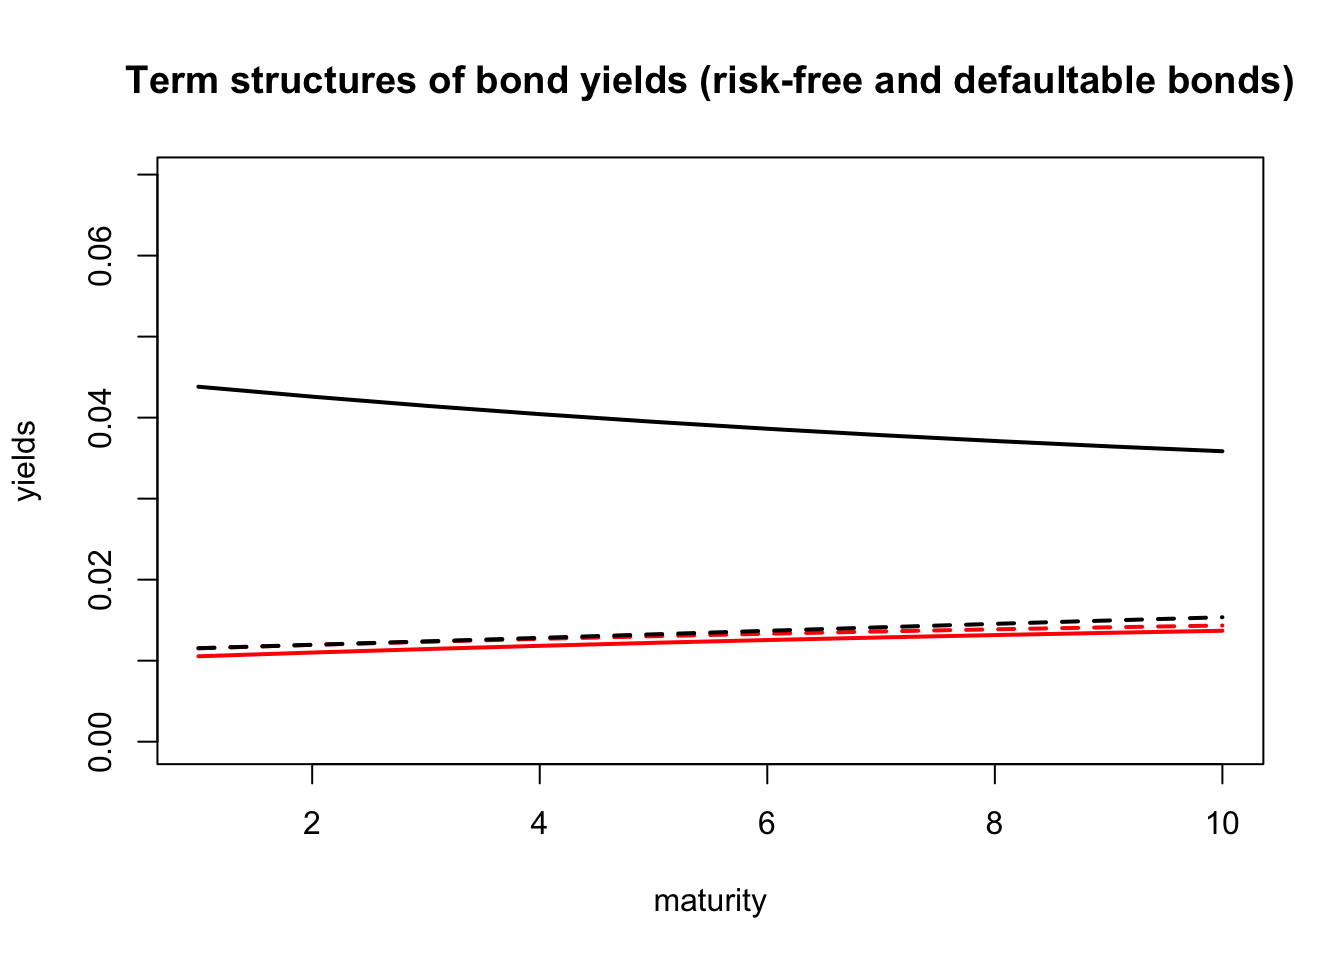 Term structures of bond yields (risk-free and defaultable bonds)
yields
0.06
0.04
0.02
0.00
2 4 6 8 10
maturity